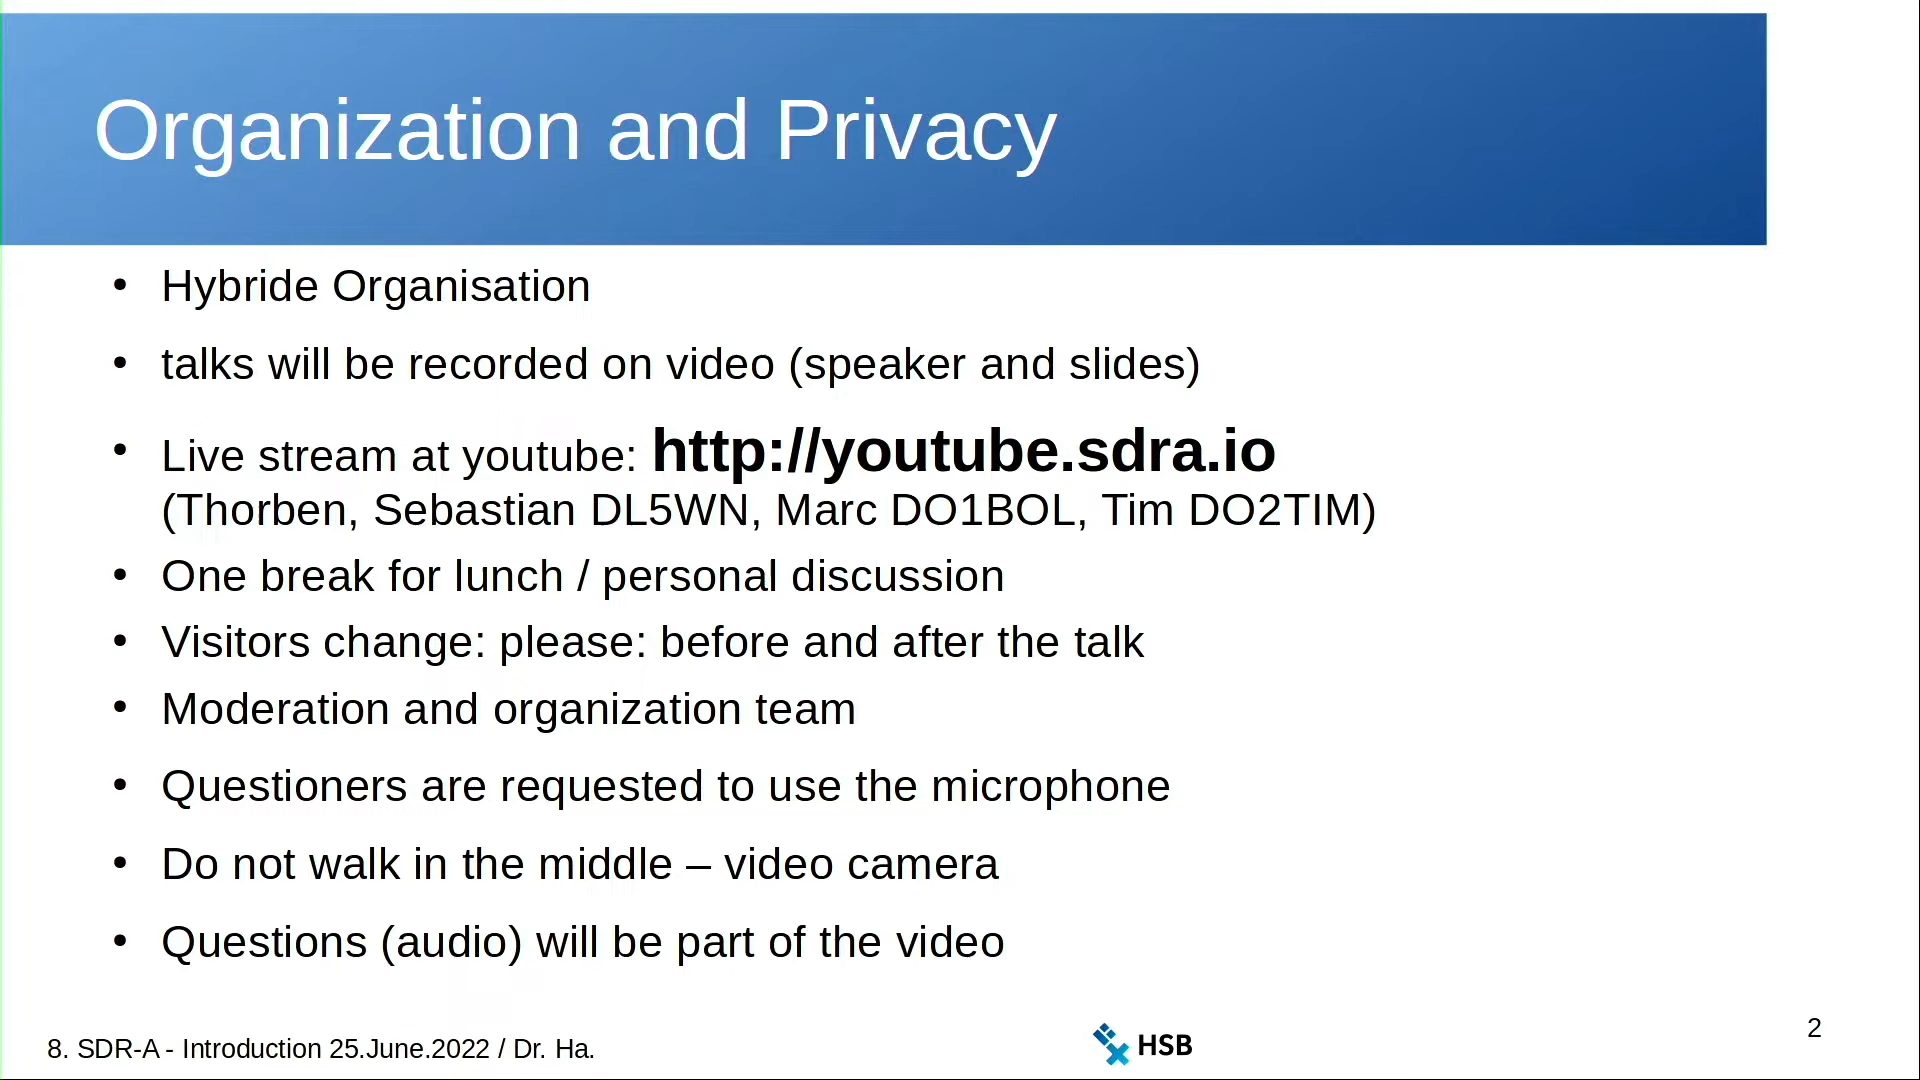 Organization and Privacy
• Hybride Organisation
• talks will be recorded on video (speaker and slides)
• Live stream at youtube: http://youtube.sdra.io
(Thorben, Sebastian DL5WN, Marc DO1BOL, Tim DO2TIM)
• One break for lunch / personal discussion
• Visitors change: please: before and after the talk
• Moderation and organization team
• Questioners are requested to use the microphone
• Do not walk in the middle – video camera
• Questions (audio) will be part of the video
8. SDR-A - Introduction 25.June.2022 / Dr. Ha.
HSB
2